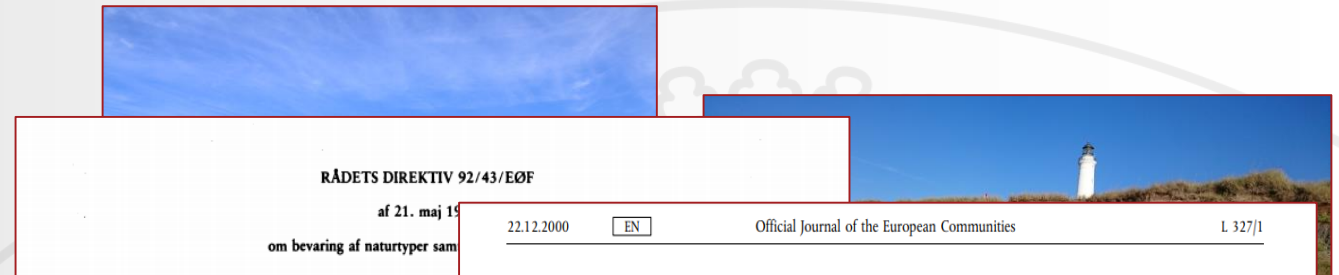 RÅDETS DIREKTIV 92/43/EØF
af 21. maj 19
om bevaring af naturtyper sam
22.12.2000 EN Official Journal of the European Communities L 327/1